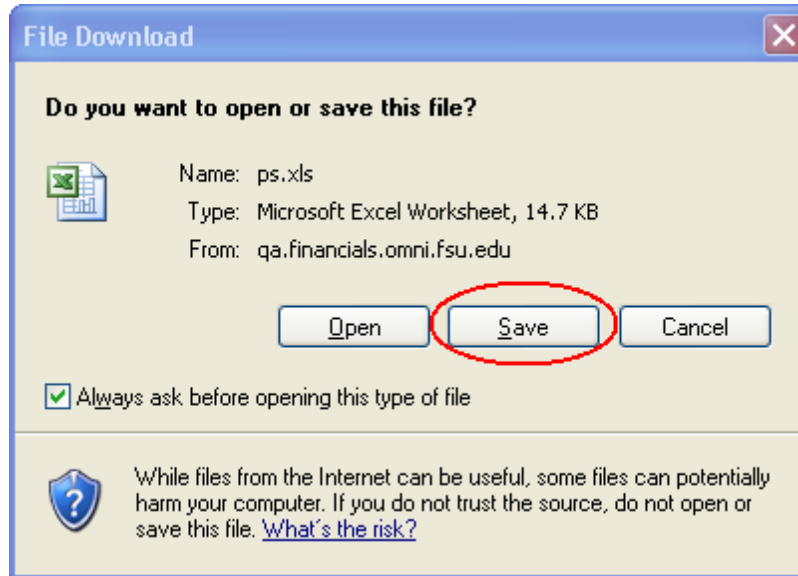 File Download
Do you want to open or save this file?
Name: ps.xls
Type: Microsoft Excel Worksheet, 14.7 KB
From: qa.financials.omni.fsu.edu
Open Save Cancel
Always ask before opening this type of file
While files from the Internet can be useful, some files can potentially
harm your computer. If you do not trust the source, do not open or
save this file. What's the risk?